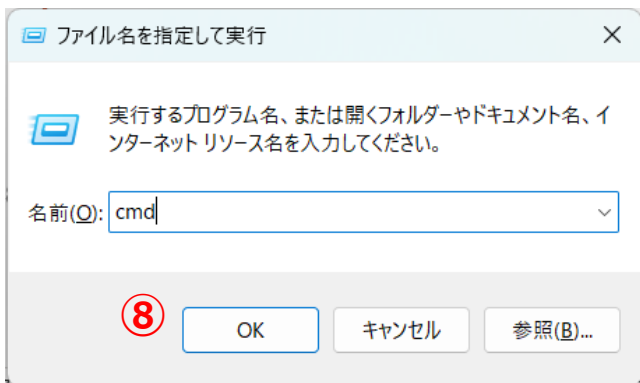 ファイル名を指定して実行
実行するプログラム名、または開くフォルダーやドキュメント名、イ
ンターネット リソース名を入力してください。
名前(O): cmd
⑧ OK キャンセル 参照(B)...